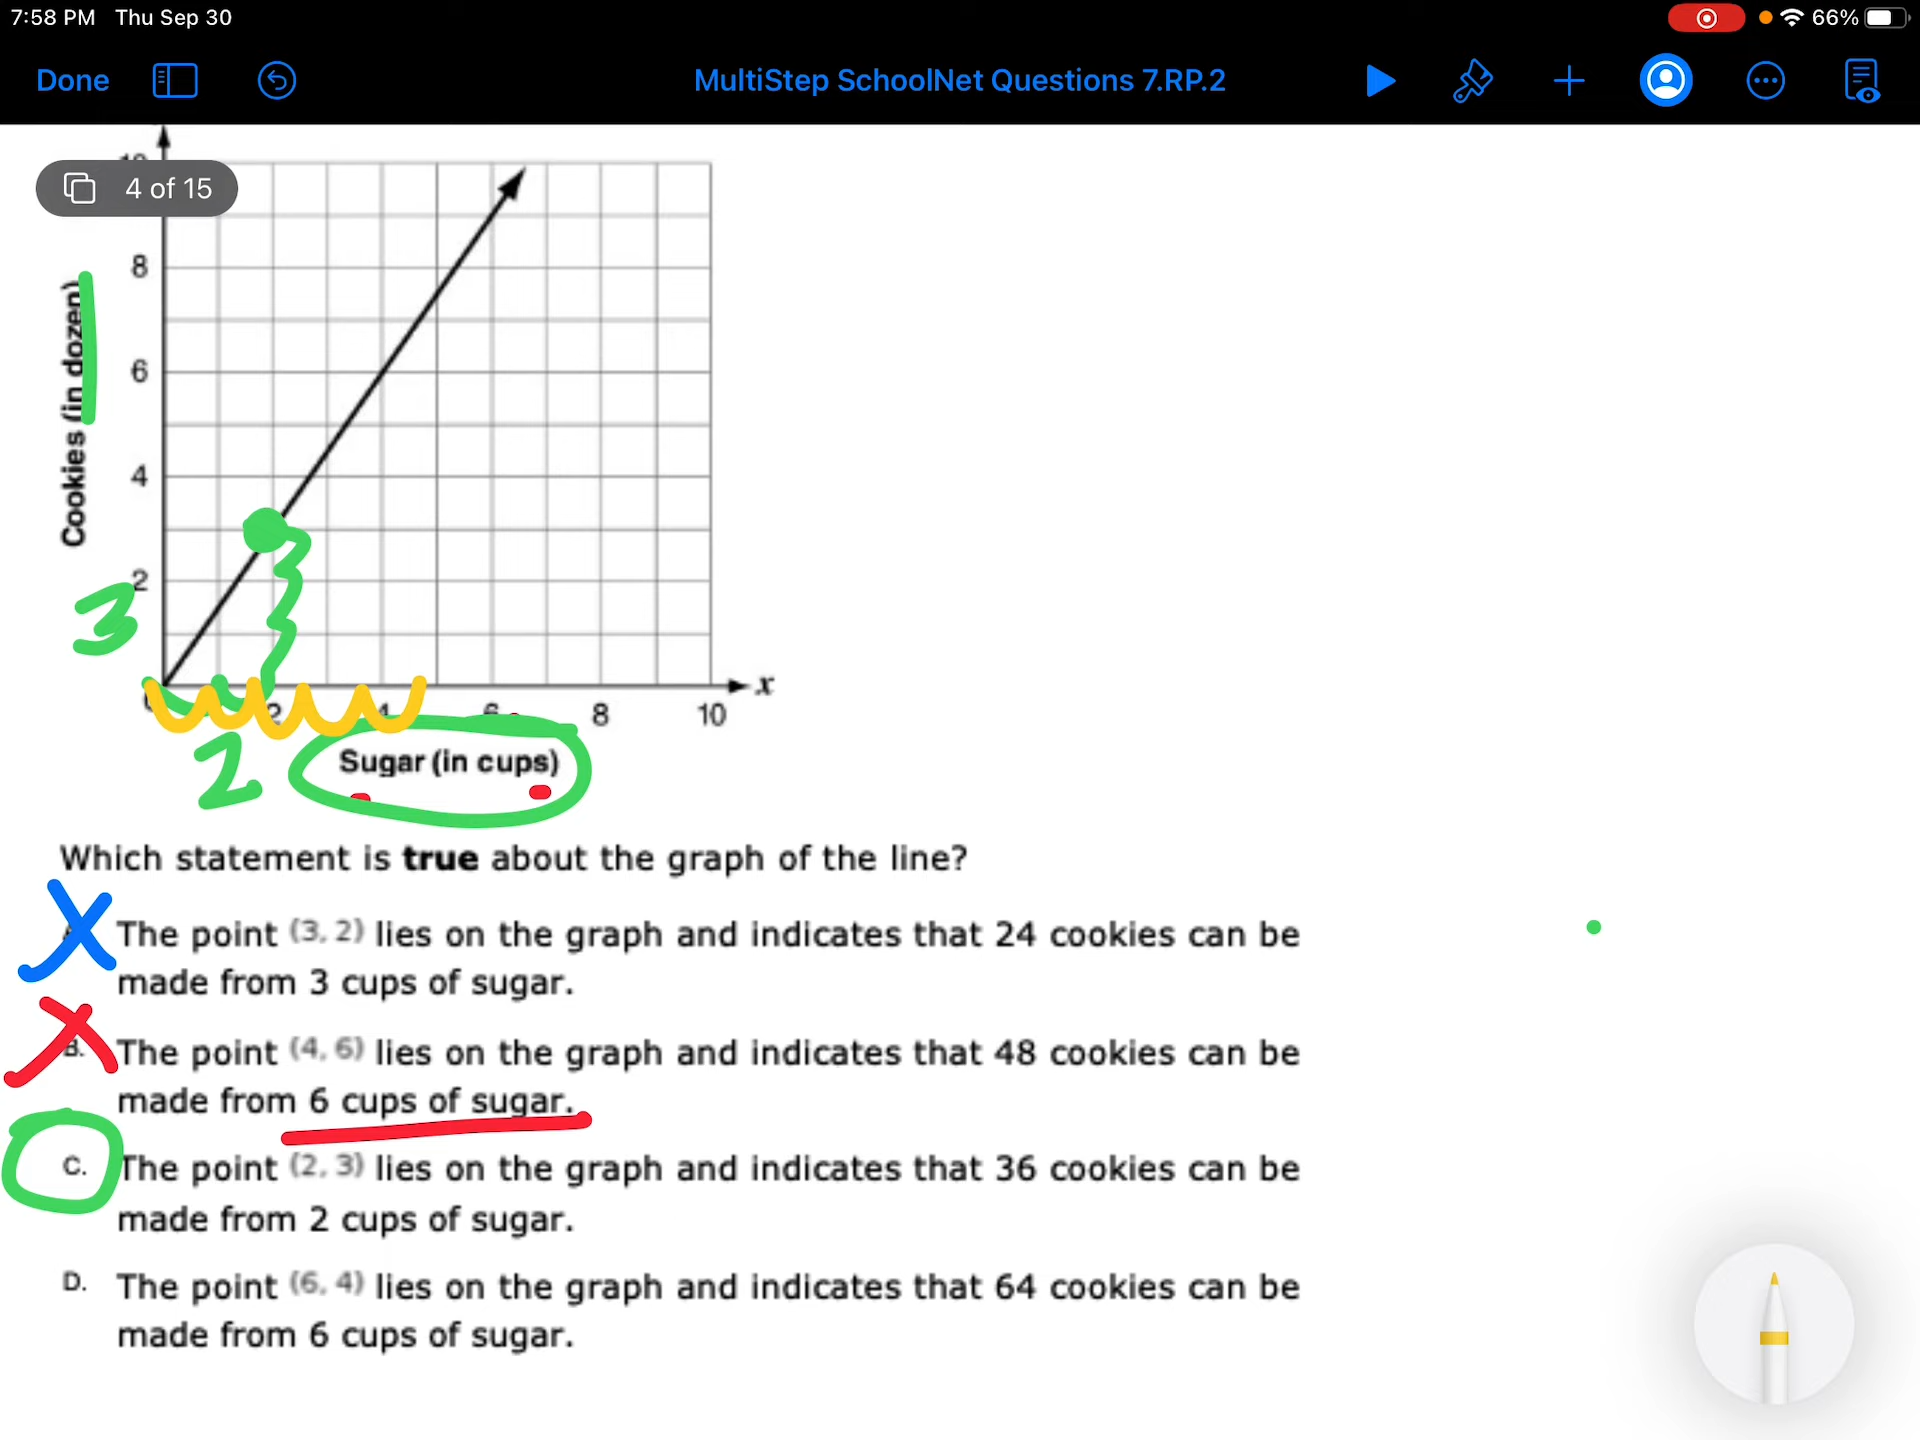 7:58 PM Thu Sep 30
66%
Done
MultiStep SchoolNet Questions 7.RP.2
4 of 15
8
6
4
2
Cookies (in dozen)
3
x
2
4
6
8
10
2
Sugar (in cups)
Which statement is true about the graph of the line?
The point (3, 2) lies on the graph and indicates that 24 cookies can be
made from 3 cups of sugar.
B. The point (4, 6) lies on the graph and indicates that 48 cookies can be
made from 6 cups of sugar.
C. The point (2, 3) lies on the graph and indicates that 36 cookies can be
made from 2 cups of sugar.
D. The point (6, 4) lies on the graph and indicates that 64 cookies can be
made from 6 cups of sugar.